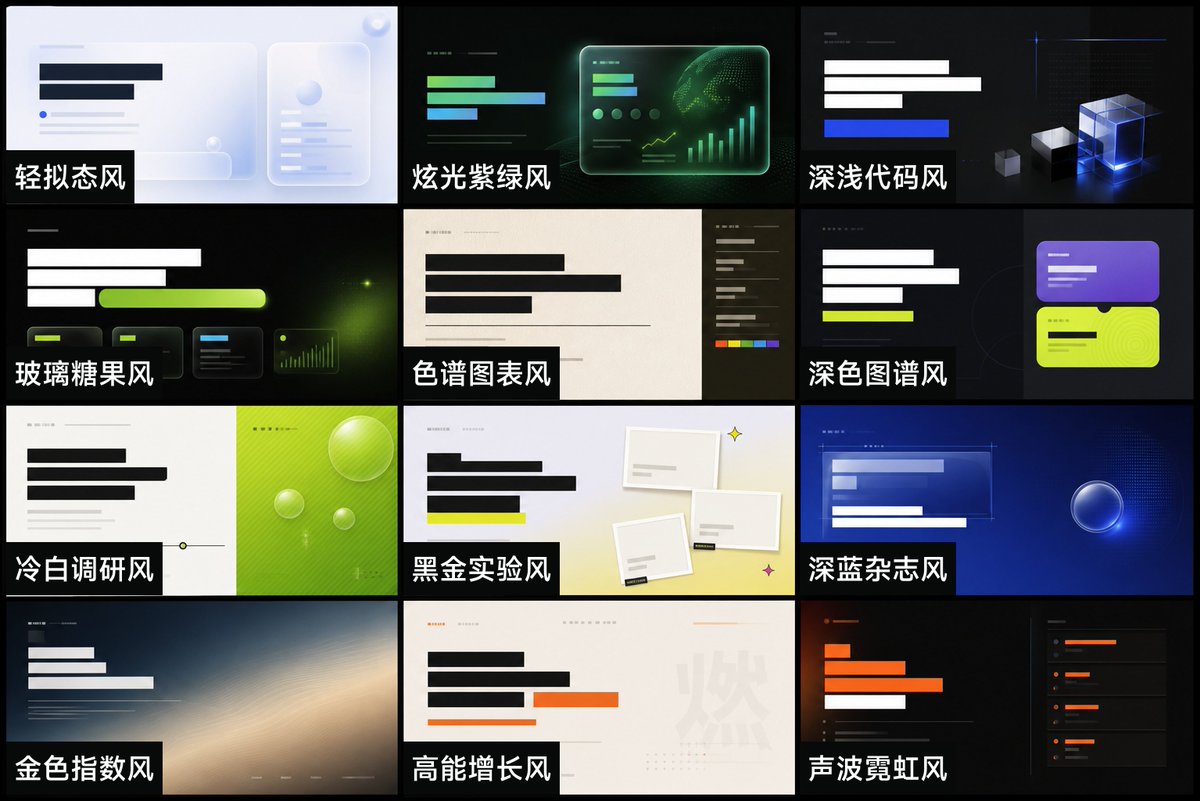 轻拟态风
炫光紫绿风
深浅代码风
玻璃糖果风
色谱图表风
深色图谱风
冷白调研风
黑金实验风
深蓝杂志风
金色指数风
燃
高能增长风
声波霓虹风